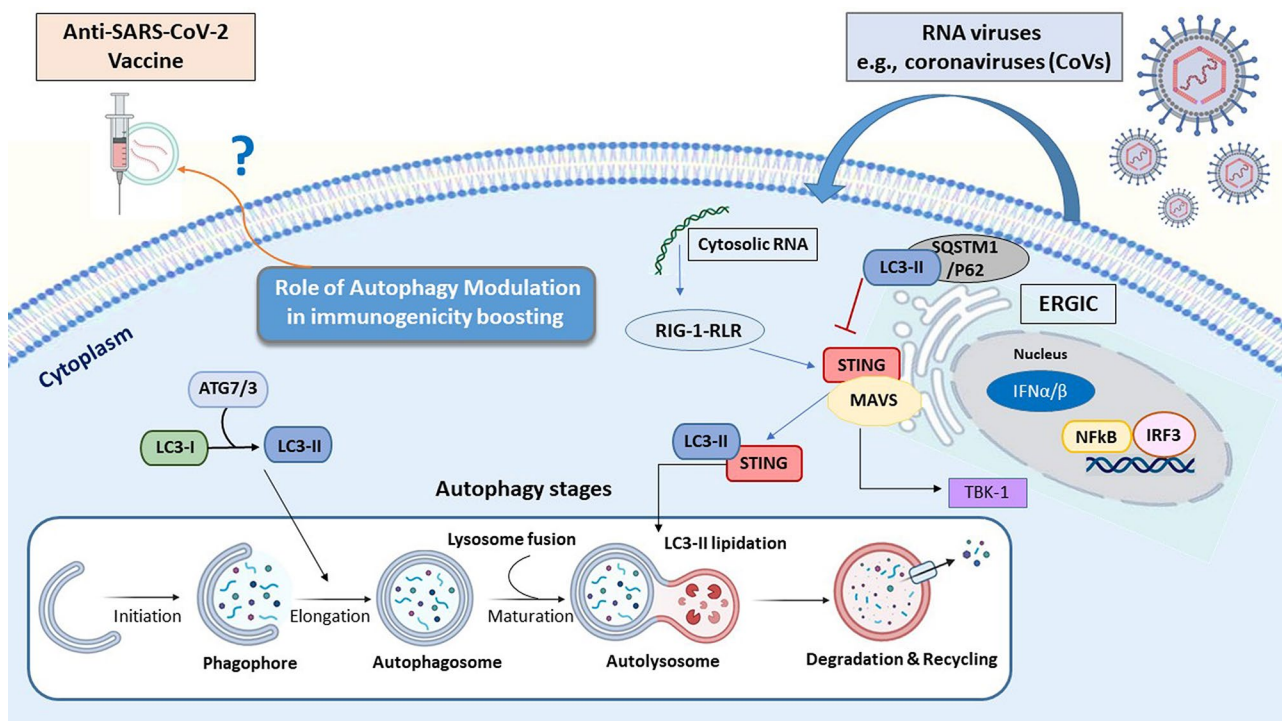 Anti-SARS-CoV-2
Vaccine
RNA viruses
e.g., coronaviruses (CoVs)
?
Cytosolic RNA
SQSTM1
/P62
LC3-II
ERGIC
Role of Autophagy Modulation
in immunogenicity boosting
RIG-1-RLR
Cytoplasm
STING
MAVS
Nucleus
IFNα/β
NFkB
IRF3
ATG7/3
LC3-I
LC3-II
LC3-II
STING
TBK-1
Autophagy stages
Lysosome fusion
LC3-II lipidation
Initiation
Elongation
Maturation
Phagophore
Autophagosome
Autolysosome
Degradation & Recycling